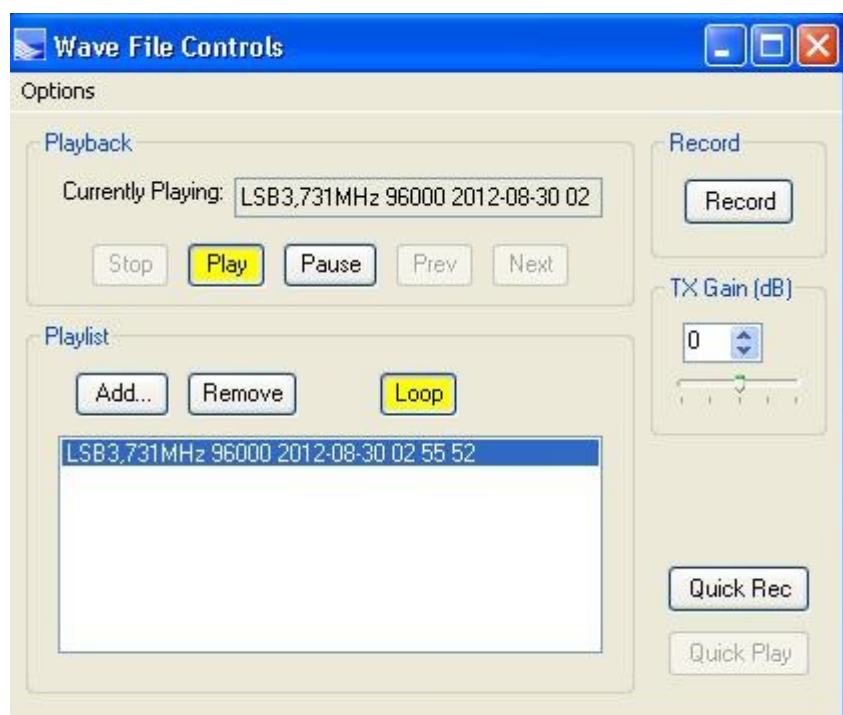 Wave File Controls
Options
Playback
Currently Playing: LSB3,731MHz 96000 2012-08-30 02
Stop Play Pause Prev Next
Record
Record
TX Gain (dB)
0
Playlist
Add... Remove Loop
LSB3,731MHz 96000 2012-08-30 02 55 52
Quick Rec
Quick Play